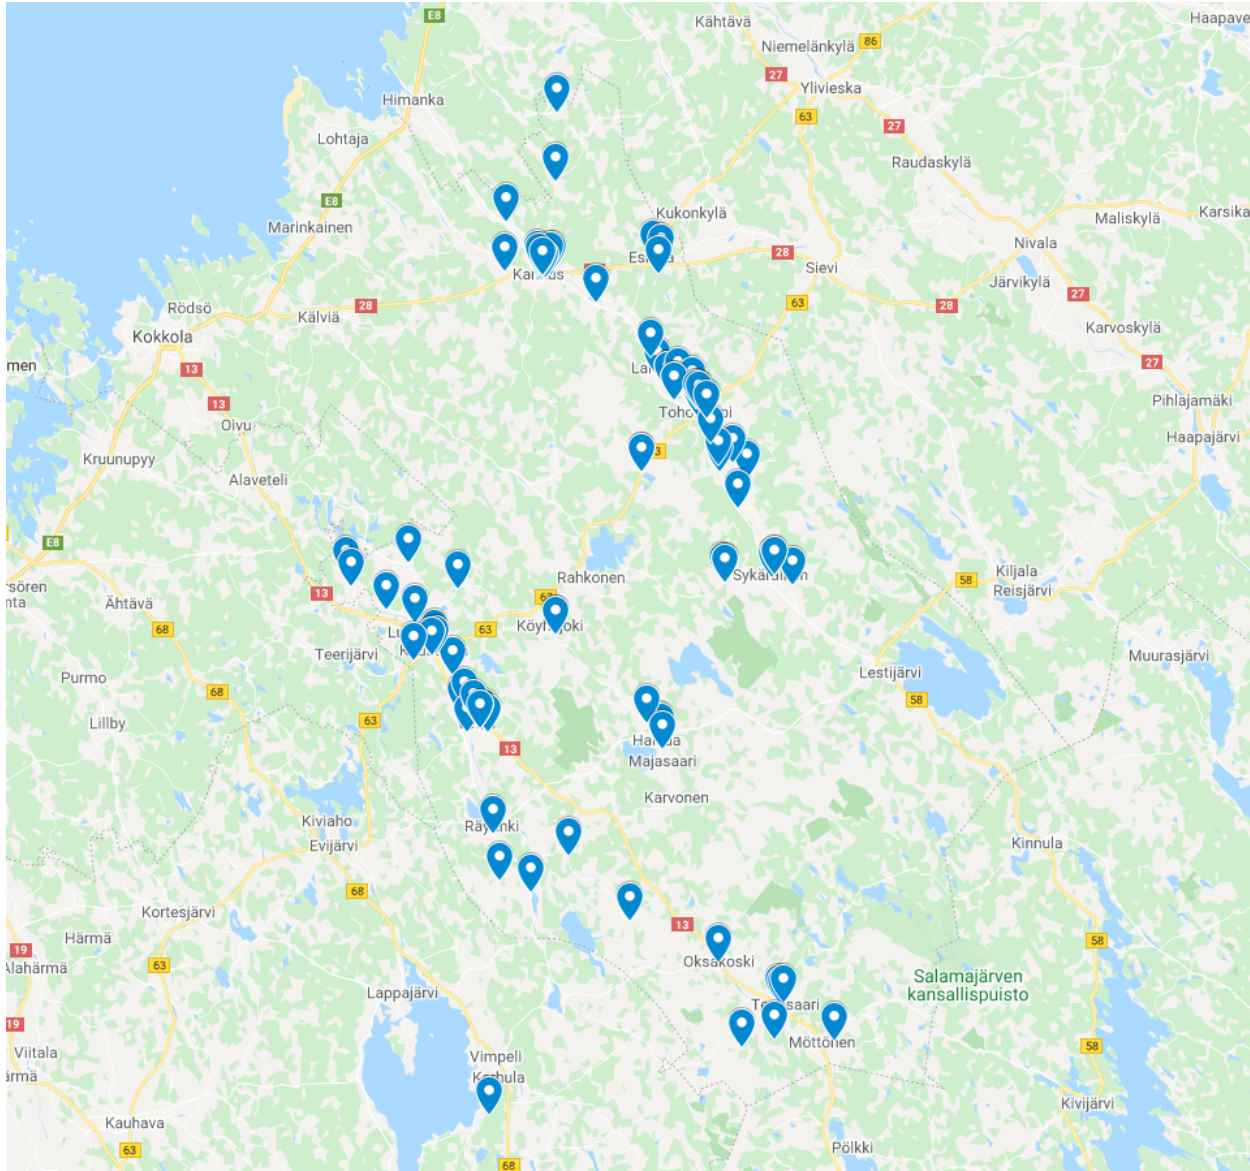 E8
Kähtävä
Haapave
Niemelänkylä
86
27
Ylivieska
Himanka
63
27
Lohtaja
Raudaskylä
E8
Kukonkylä
Karsika
Maliskylä
Marinkainen
Nivala
28
Sievi
Järvikylä
27
28
63
28
Rödsö
Kälviä
Karvoskylä
Kokkola
men
13
27
13
Pihlajamäki
Oivu
Haapajärvi
Kruunupyy
Alaveteli
E8
Rahkonen
Kiljala
58
Reisjärvi
13
Ähtävä
68
63
Teerijärvi
Muurasjärvi
Lestijärvi
Purmo
68
58
Lillby
63
13
Majasaari
Karvonen
Kiviaho
Evijärvi
Kinnula
68
Kortesjärvi
13
Härmä
58
19
63
Oksakoski
Alahärmä
Salamajärven
kansallispuisto
Lappajärvi
19
Möttönen
58
Viitala
Vimpeli
ärmä
Kivijärvi
Kauhava
63
Pölkki
68